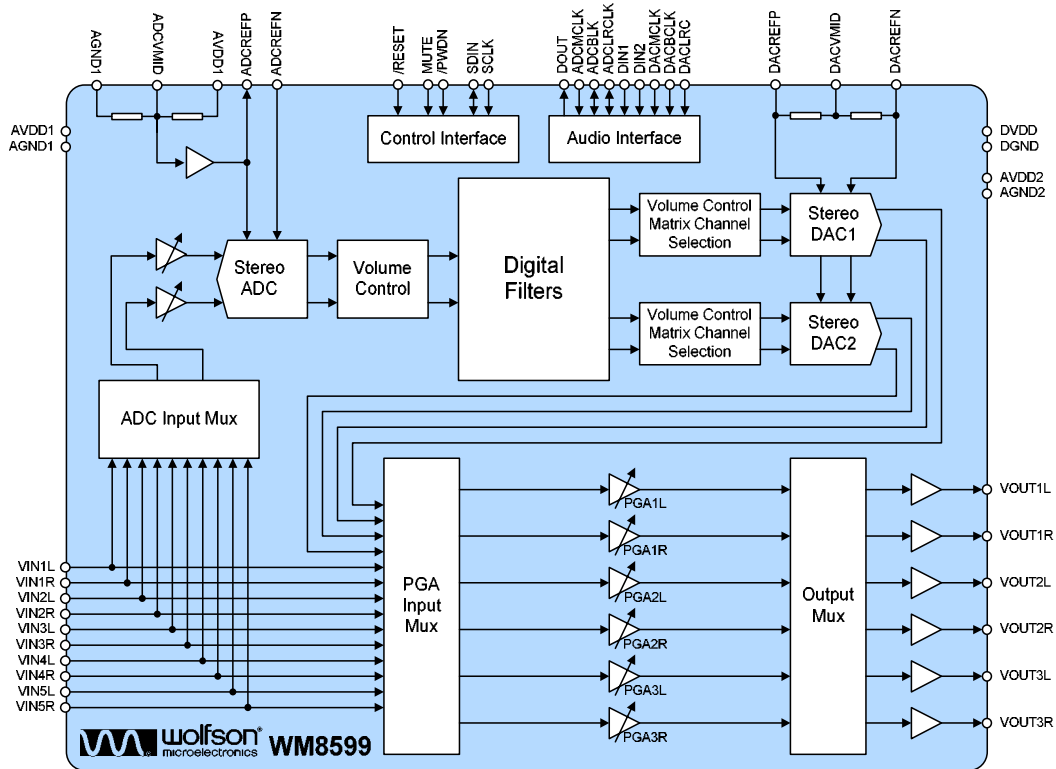 AGND1
ADCVMID
AVDD1
ADCREFP
ADCREFN
/RESET
MUTE
/PWDN
SDIN
SCLK
DOUT
ADCMCLK
ADCBLK
ADCLRCLK
DIN1
DIN2
DACMCLK
DACBCLK
DACLRC
DACREFP
DACVMID
DACREFN
AVDD1
AGND1
Control Interface
Audio Interface
DVDD
DGND
AVDD2
AGND2
Stereo
ADC
Volume
Control
Digital
Filters
Volume Control
Matrix Channel
Selection
Stereo
DAC1
Volume Control
Matrix Channel
Selection
Stereo
DAC2
ADC Input Mux
VIN1L
VIN1R
VIN2L
VIN2R
VIN3L
VIN3R
VIN4L
VIN4R
VIN5L
VIN5R
PGA
Input
Mux
PGA1L
PGA1R
PGA2L
PGA2R
PGA3L
PGA3R
Output
Mux
VOUT1L
VOUT1R
VOUT2L
VOUT2R
VOUT3L
VOUT3R
wolfson®
microelectronics
WM8599